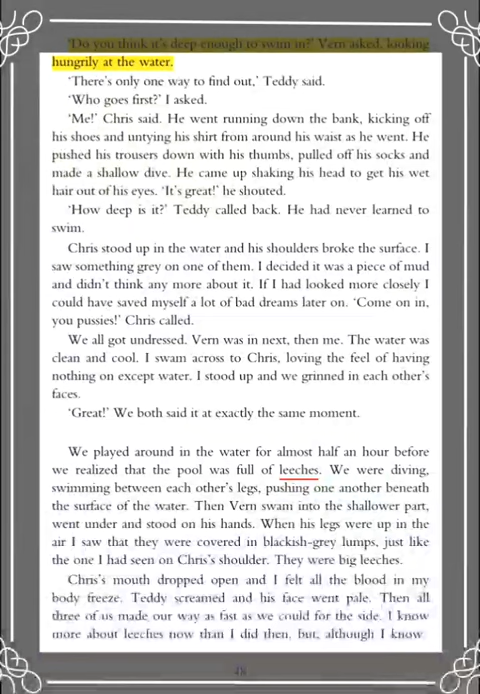 'Do you think it's deep enough to swim in?' Vern asked, looking
hungrily at the water.
'There's only one way to find out,' Teddy said.
'Who goes first?' I asked.
'Me!' Chris said. He went running down the bank, kicking off
his shoes and untying his shirt from around his waist as he went. He
pushed his trousers down with his thumbs, pulled off his socks and
made a shallow dive. He came up shaking his head to get his wet
hair out of his eyes. 'It's great!' he shouted.
'How deep is it?' Teddy called back. He had never learned to
swim.
Chris stood up in the water and his shoulders broke the surface. I
saw something grey on one of them. I decided it was a piece of mud
and didn't think any more about it. If I had looked more closely I
could have saved myself a lot of bad dreams later on. 'Come on in,
you pussies!' Chris called.
We all got undressed. Vern was in next, then me. The water was
clean and cool. I swam across to Chris, loving the feel of having
nothing on except water. I stood up and we grinned in each other's
faces.
'Great!' We both said it at exactly the same moment.
We played around in the water for almost half an hour before
we realized that the pool was full of leeches. We were diving,
swimming between each other's legs, pushing one another beneath
the surface of the water. Then Vern swam into the shallower part,
went under and stood on his hands. When his legs were up in the
air I saw that they were covered in blackish-grey lumps, just like
the one I had seen on Chris's shoulder. They were big leeches.
Chris's mouth dropped open and I felt all the blood in my
body freeze. Teddy screamed and his face went pale. Then all
three of us made our way as fast as we could for the side. I know
more about leeches now than I did then, but, although I know
48